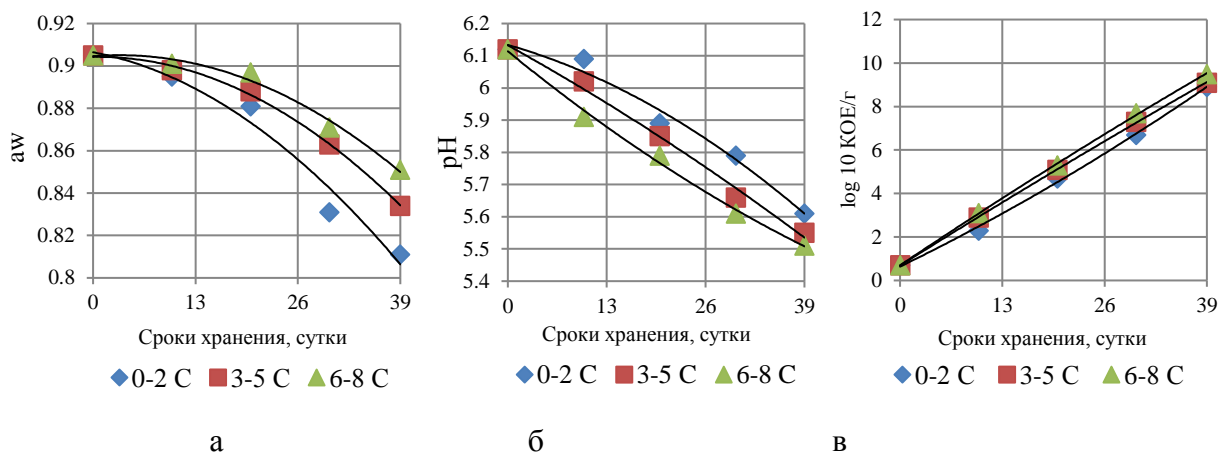 0.92
0.9
0.88
0.86
0.84
0.82
0.8
aw
0 13 26 39
Сроки хранения, сутки
0-2 С 3-5 С 6-8 С
а
6.2
6.1
6
5.9
5.8
5.7
5.6
5.5
5.4
pH
0 13 26 39
Сроки хранения, сутки
0-2 С 3-5 С 6-8 С
б
12
10
8
6
4
2
0
log 10 КОЕ/г
0 13 26 39
Сроки хранения, сутки
0-2 С 3-5 С 6-8 С
в